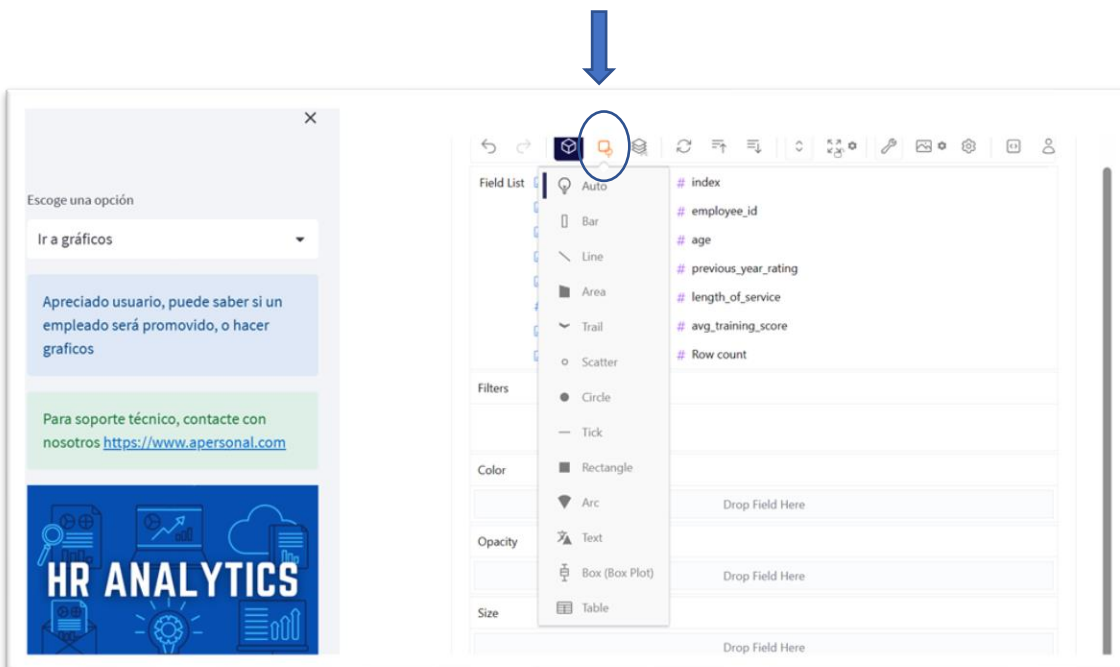 Escoge una opción
Ir a gráficos
Apreciado usuario, puede saber si un
empleado será promovido, o hacer
graficos
Para soporte técnico, contacte con
nosotros https://www.apersonal.com
HR ANALYTICS
Field List
Auto
Bar
Line
Area
Trail
Scatter
Circle
Tick
Rectangle
Arc
Text
Box (Box Plot)
Table
# index
# employee_id
# age
# previous_year_rating
# length_of_service
# avg_training_score
# Row count
Filters
Color
Drop Field Here
Opacity
Drop Field Here
Size
Drop Field Here